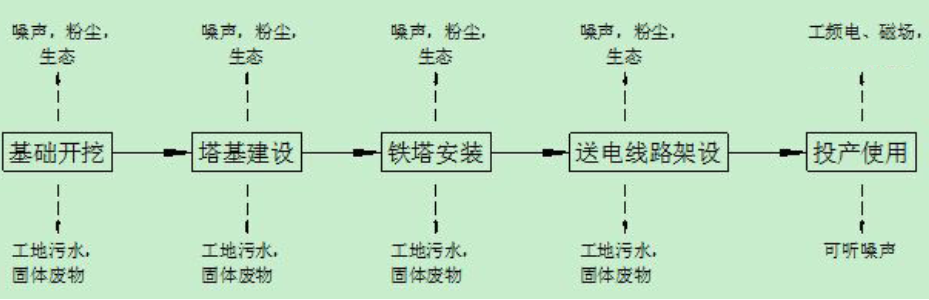 噪声，粉尘，
生态
噪声，粉尘，
生态
噪声，粉尘，
生态
噪声，粉尘，
生态
工频电、磁场，
基础开挖
塔基建设
铁塔安装
送电线路架设
投产使用
工地污水，
固体废物
工地污水，
固体废物
工地污水，
固体废物
工地污水，
固体废物
可听噪声